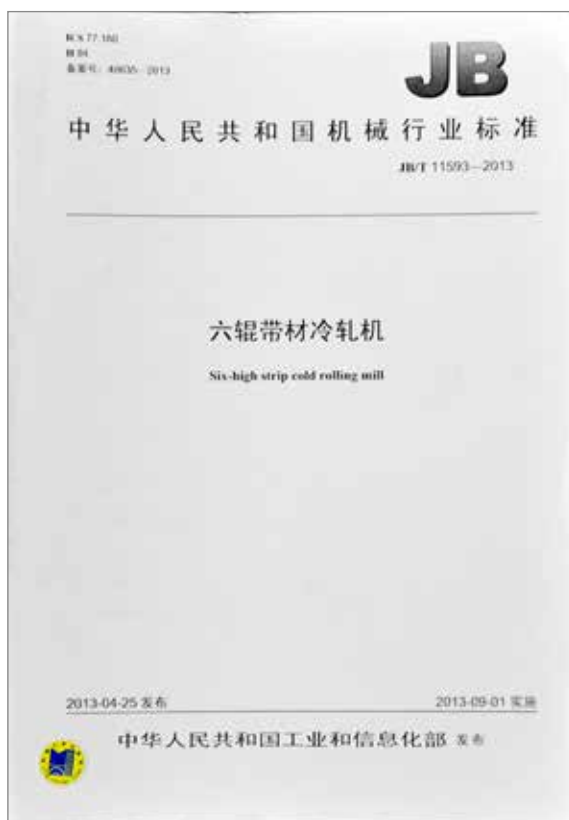 ICS 77.180
JB
中华人民共和国机械行业标准
JB/T 11593—2013
六辊带材冷轧机
Six-high strip cold rolling mill
2013-04-25 发布
2013-09-01 实施
中华人民共和国工业和信息化部 发布